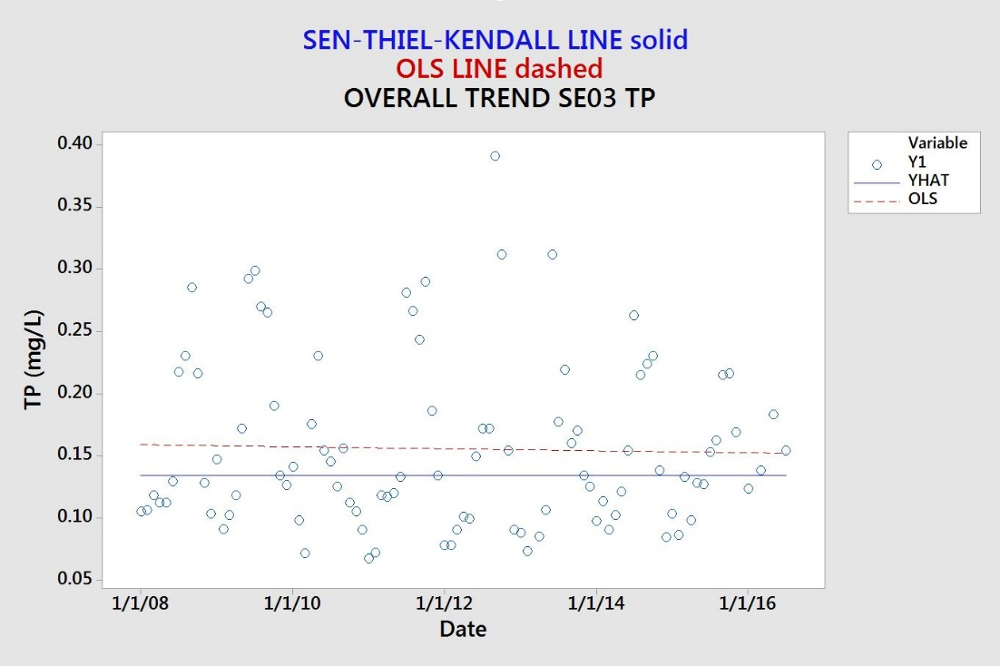 SEN-THIEL-KENDALL LINE solid
OLS LINE dashed
OVERALL TREND SE03 TP
0.40
0.35
0.30
0.25
0.20
0.15
0.10
0.05
TP (mg/L)
1/1/08 1/1/10 1/1/12 1/1/14 1/1/16
Date
Variable
Y1
YHAT
OLS